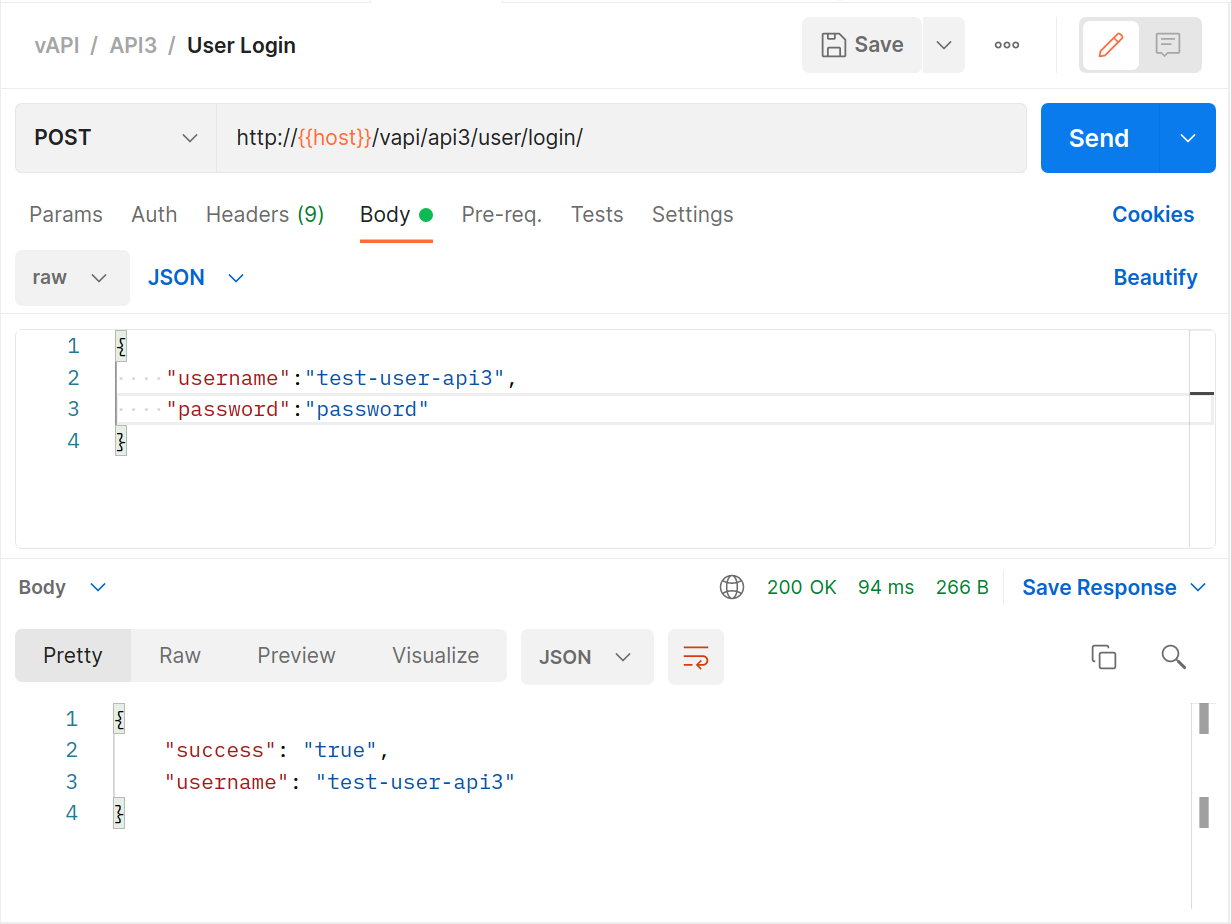 vAPI / API3 / User Login Save
POST http://{{host}}/vapi/api3/user/login/ Send
Params Auth Headers (9) Body Pre-req. Tests Settings Cookies
raw JSON Beautify
1 {
2 "username":"test-user-api3",
3 "password":"password"
4 }
Body 200 OK 94 ms 266 B Save Response
Pretty Raw Preview Visualize JSON
1 {
2 "success": "true",
3 "username": "test-user-api3"
4 }